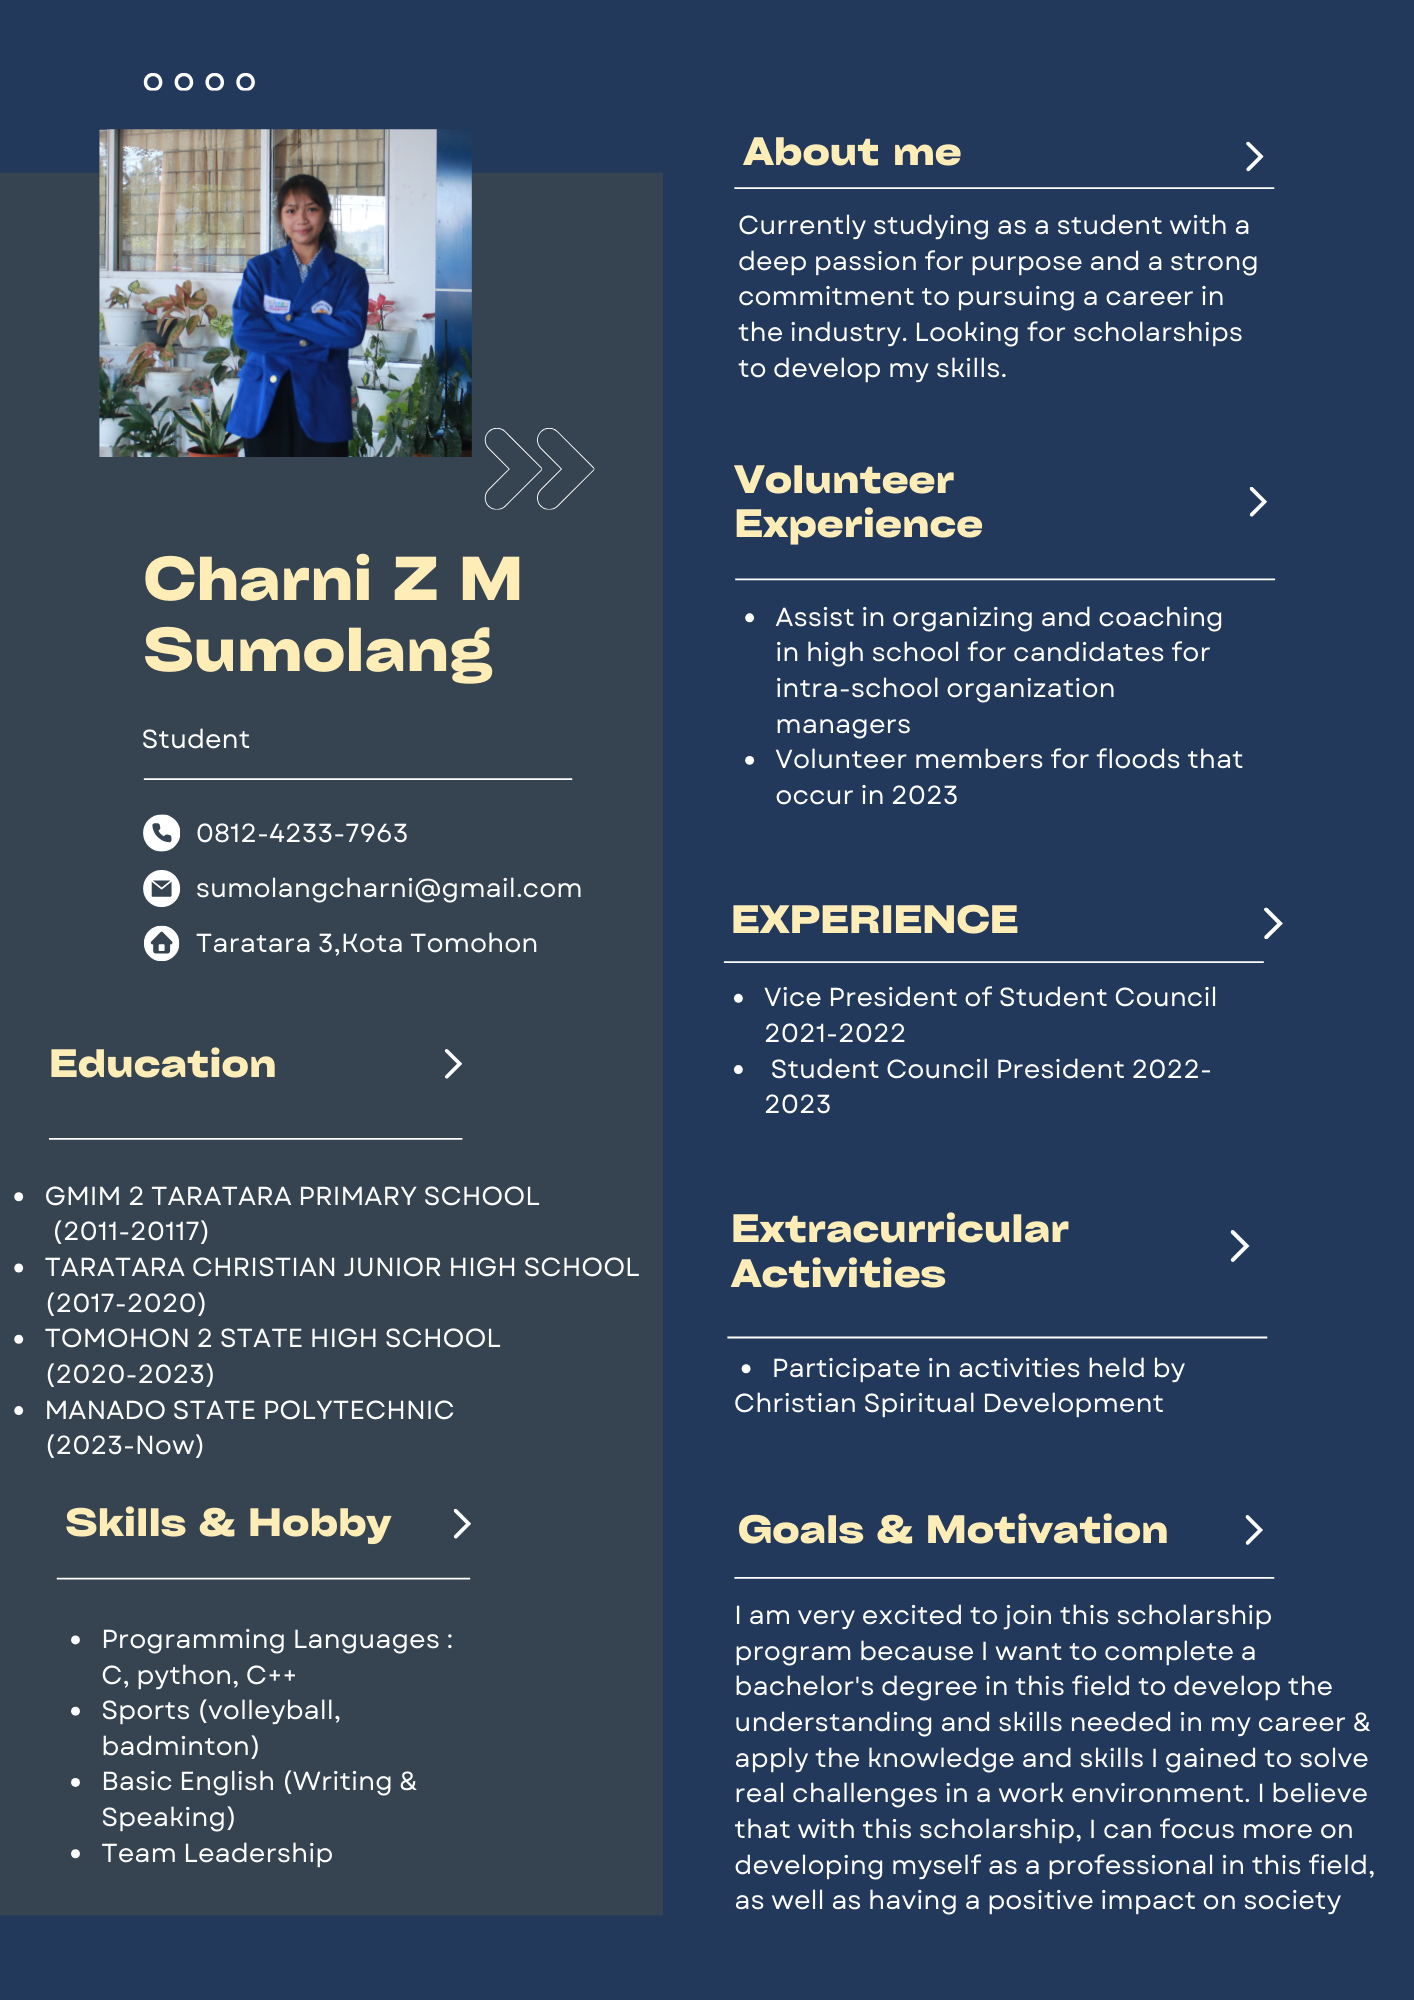 Charni Z M
Sumolang
Student
0812-4233-7963
sumolangcharni@gmail.com
Taratara 3,Kota Tomohon
Education
• GMIM 2 TARATARA PRIMARY SCHOOL
(2011-20117)
• TARATARA CHRISTIAN JUNIOR HIGH SCHOOL
(2017-2020)
• TOMOHON 2 STATE HIGH SCHOOL
(2020-2023)
• MANADO STATE POLYTECHNIC
(2023-Now)
Skills & Hobby
• Programming Languages :
C, python, C++
• Sports (volleyball,
badminton)
• Basic English (Writing &
Speaking)
• Team Leadership
About me
Currently studying as a student with a
deep passion for purpose and a strong
commitment to pursuing a career in
the industry. Looking for scholarships
to develop my skills.
Volunteer
Experience
• Assist in organizing and coaching
in high school for candidates for
intra-school organization
managers
• Volunteer members for floods that
occur in 2023
EXPERIENCE
• Vice President of Student Council
2021-2022
• Student Council President 2022-
2023
Extracurricular
Activities
• Participate in activities held by
Christian Spiritual Development
Goals & Motivation
I am very excited to join this scholarship
program because I want to complete a
bachelor's degree in this field to develop the
understanding and skills needed in my career &
apply the knowledge and skills I gained to solve
real challenges in a work environment. I believe
that with this scholarship, I can focus more on
developing myself as a professional in this field,
as well as having a positive impact on society